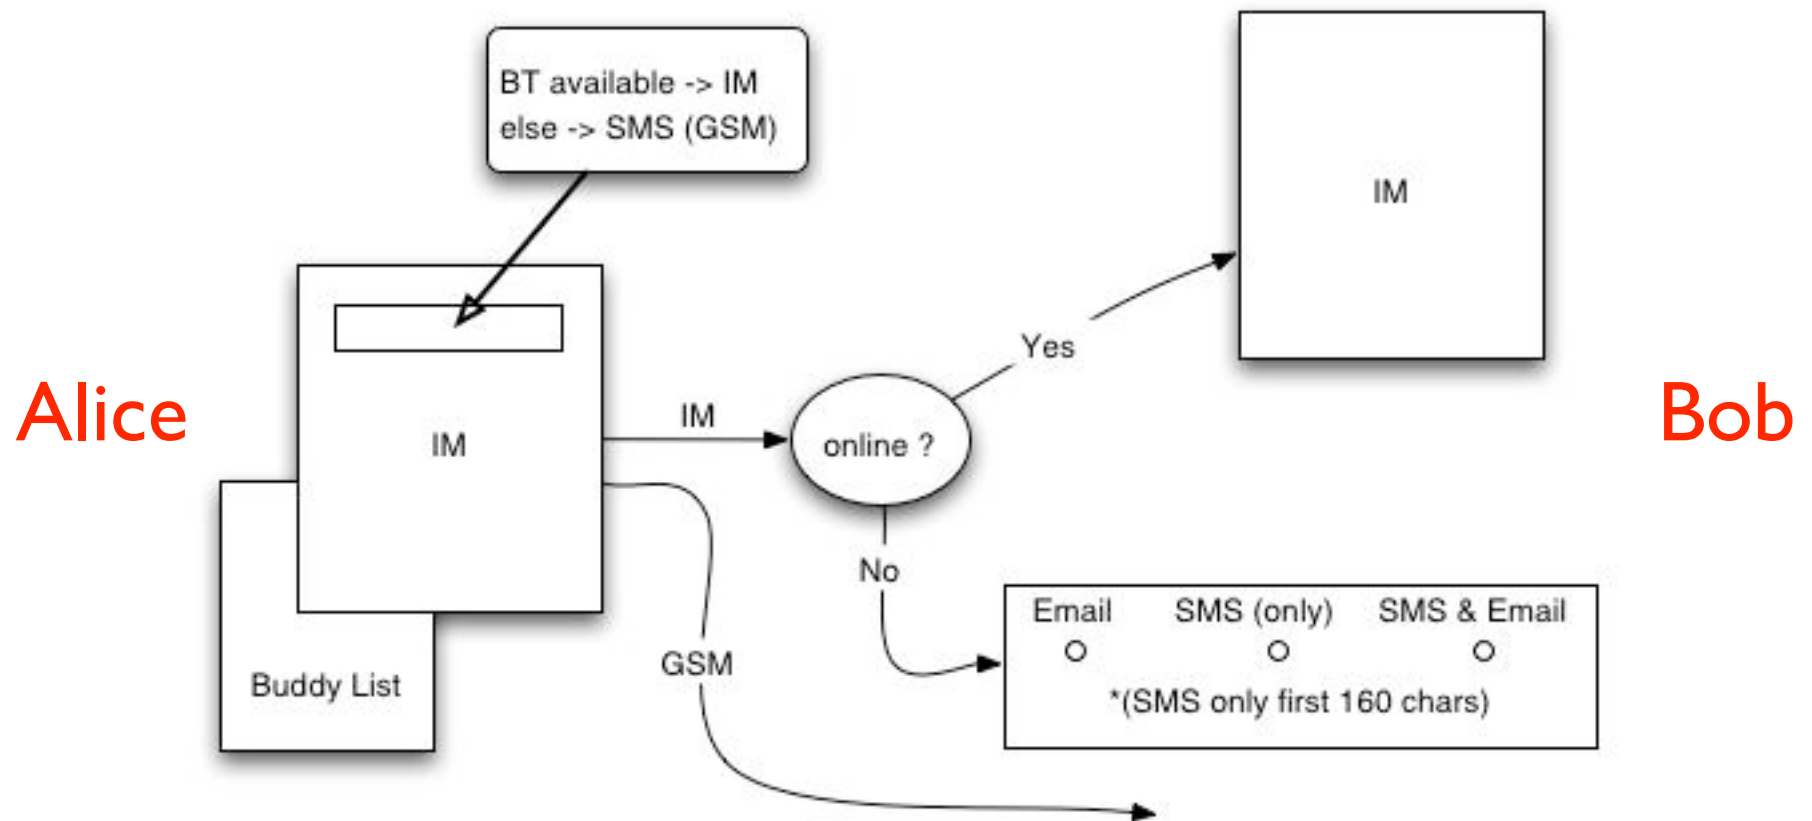 BT available -> IM
else -> SMS (GSM)
IM
Yes
Alice
Bob
IM
IM
online ?
No
Email SMS (only) SMS & Email
GSM
Buddy List
*(SMS only first 160 chars)